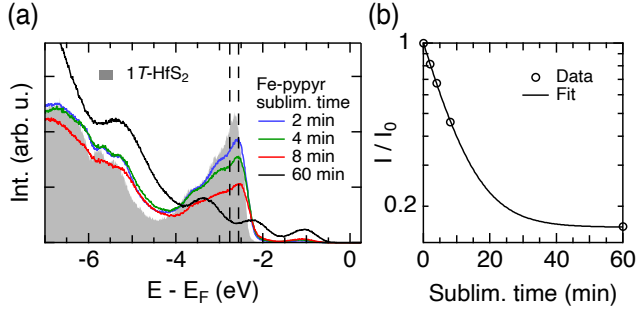 (a)
1T-HfS₂
Fe-pypyr
sublim. time
2 min
4 min
8 min
60 min
Int. (arb. u.)
-6
-4
-2
0
E - E_F (eV)
(b)
1
0.2
I / I₀
Data
Fit
0
20
40
60
Sublim. time (min)